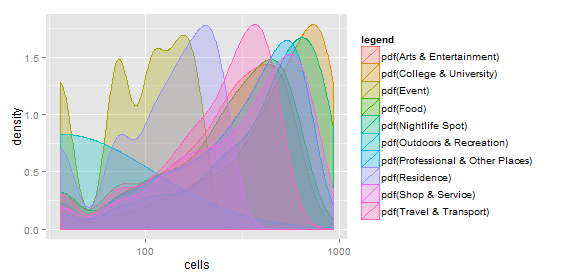 1.5
1.0
0.5
0.0
density
100
1000
cells
legend
pdf(Arts & Entertainment)
pdf(College & University)
pdf(Event)
pdf(Food)
pdf(Nightlife Spot)
pdf(Outdoors & Recreation)
pdf(Professional & Other Places)
pdf(Residence)
pdf(Shop & Service)
pdf(Travel & Transport)